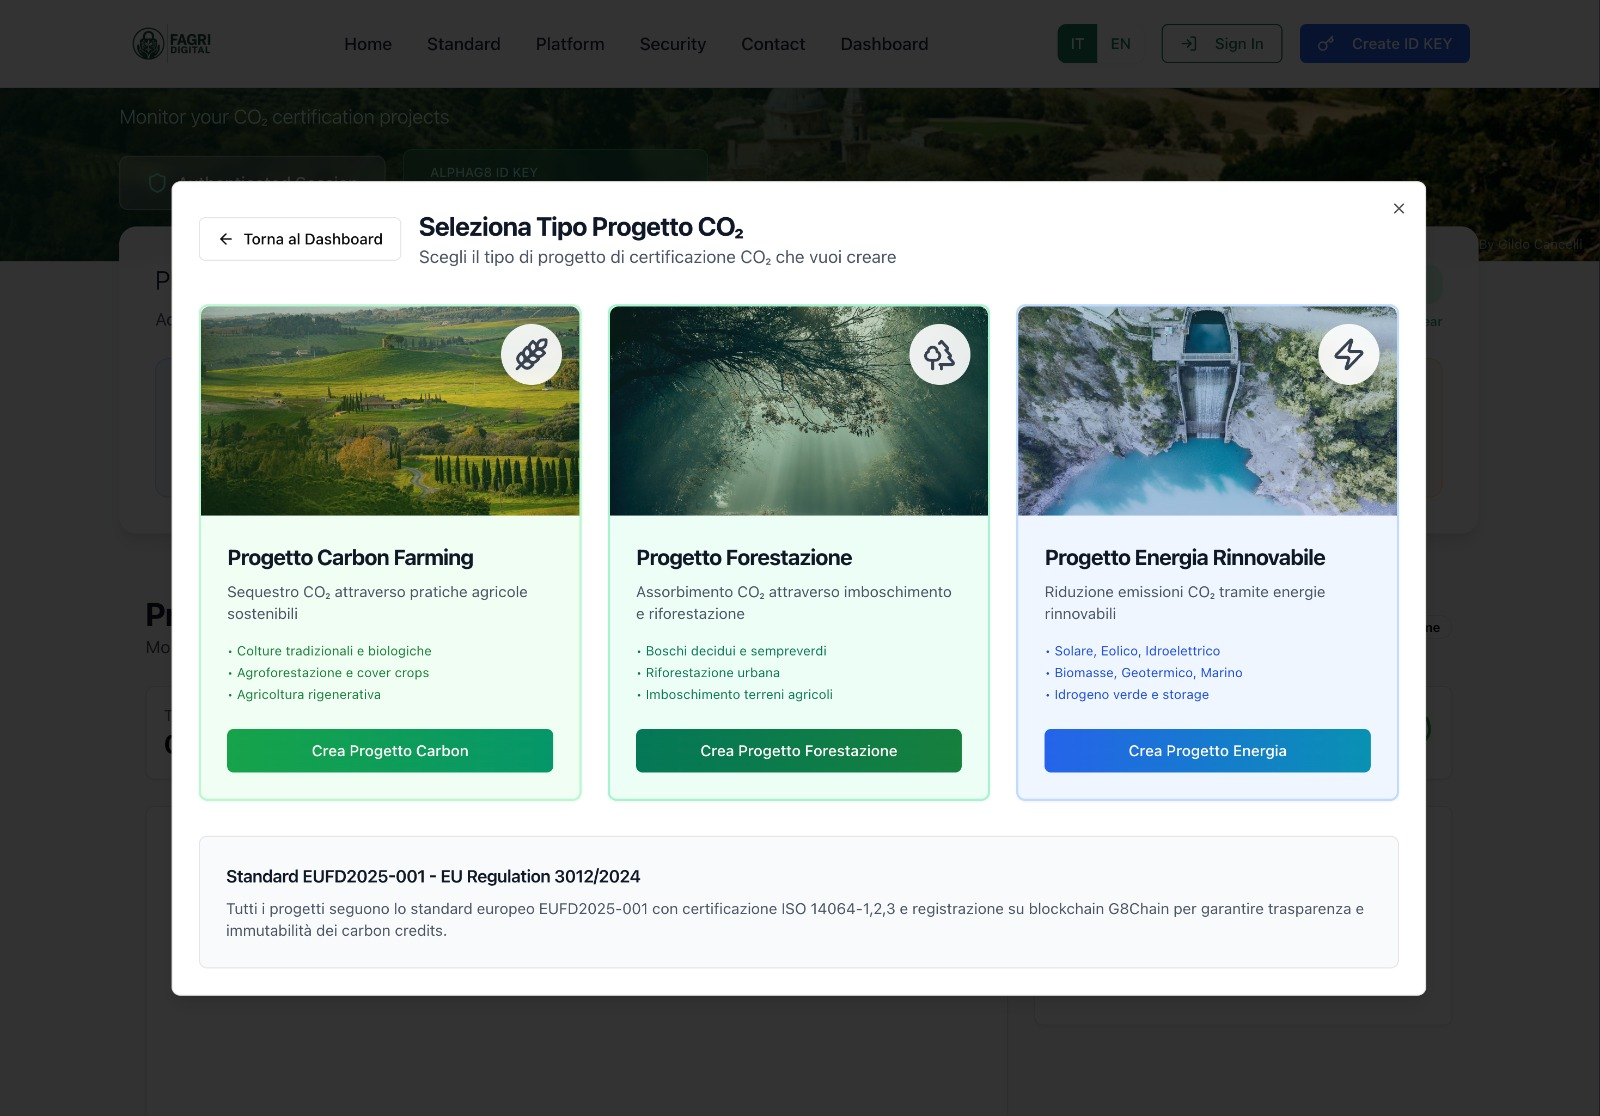 FAGRI
DIGITAL
Home
Standard
Platform
Security
Contact
Dashboard
IT
EN
Sign In
Create ID KEY
Monitor your CO₂ certification projects
ALPHAG8 ID KEY
By Gildo Cancelli
Torna al Dashboard
Seleziona Tipo Progetto CO₂
Scegli il tipo di progetto di certificazione CO₂ che vuoi creare
Progetto Carbon Farming
Sequestro CO₂ attraverso pratiche agricole
sostenibili
• Colture tradizionali e biologiche
• Agroforestazione e cover crops
• Agricoltura rigenerativa
Crea Progetto Carbon
Progetto Forestazione
Assorbimento CO₂ attraverso imboschimento
e riforestazione
• Boschi decidui e sempreverdi
• Riforestazione urbana
• Imboschimento terreni agricoli
Crea Progetto Forestazione
Progetto Energia Rinnovabile
Riduzione emissioni CO₂ tramite energie
rinnovabili
• Solare, Eolico, Idroelettrico
• Biomasse, Geotermico, Marino
• Idrogeno verde e storage
Crea Progetto Energia
Standard EUFD2025-001 - EU Regulation 3012/2024
Tutti i progetti seguono lo standard europeo EUFD2025-001 con certificazione ISO 14064-1,2,3 e registrazione su blockchain G8Chain per garantire trasparenza e
immutabilità dei carbon credits.